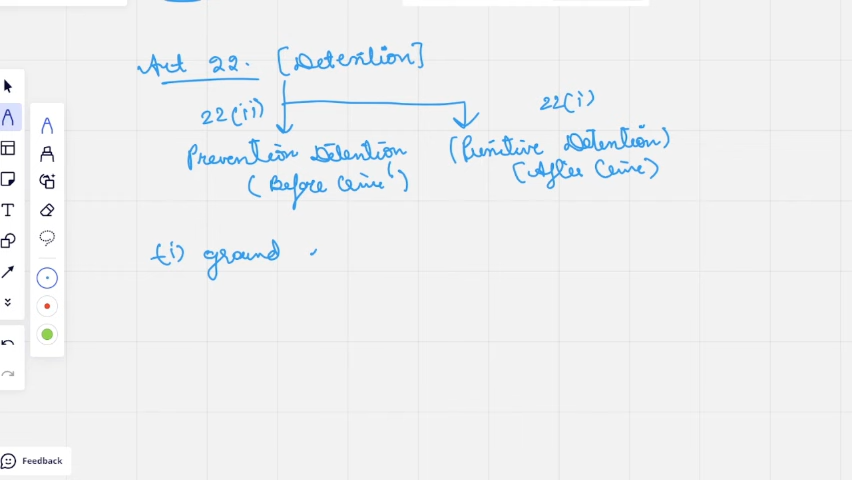 Art 22. [Detention]
22(ii)
22(i)
Prevention Detention
(Punitive Detention)
(Before Crime)
(After Crime)
(i) ground
Feedback